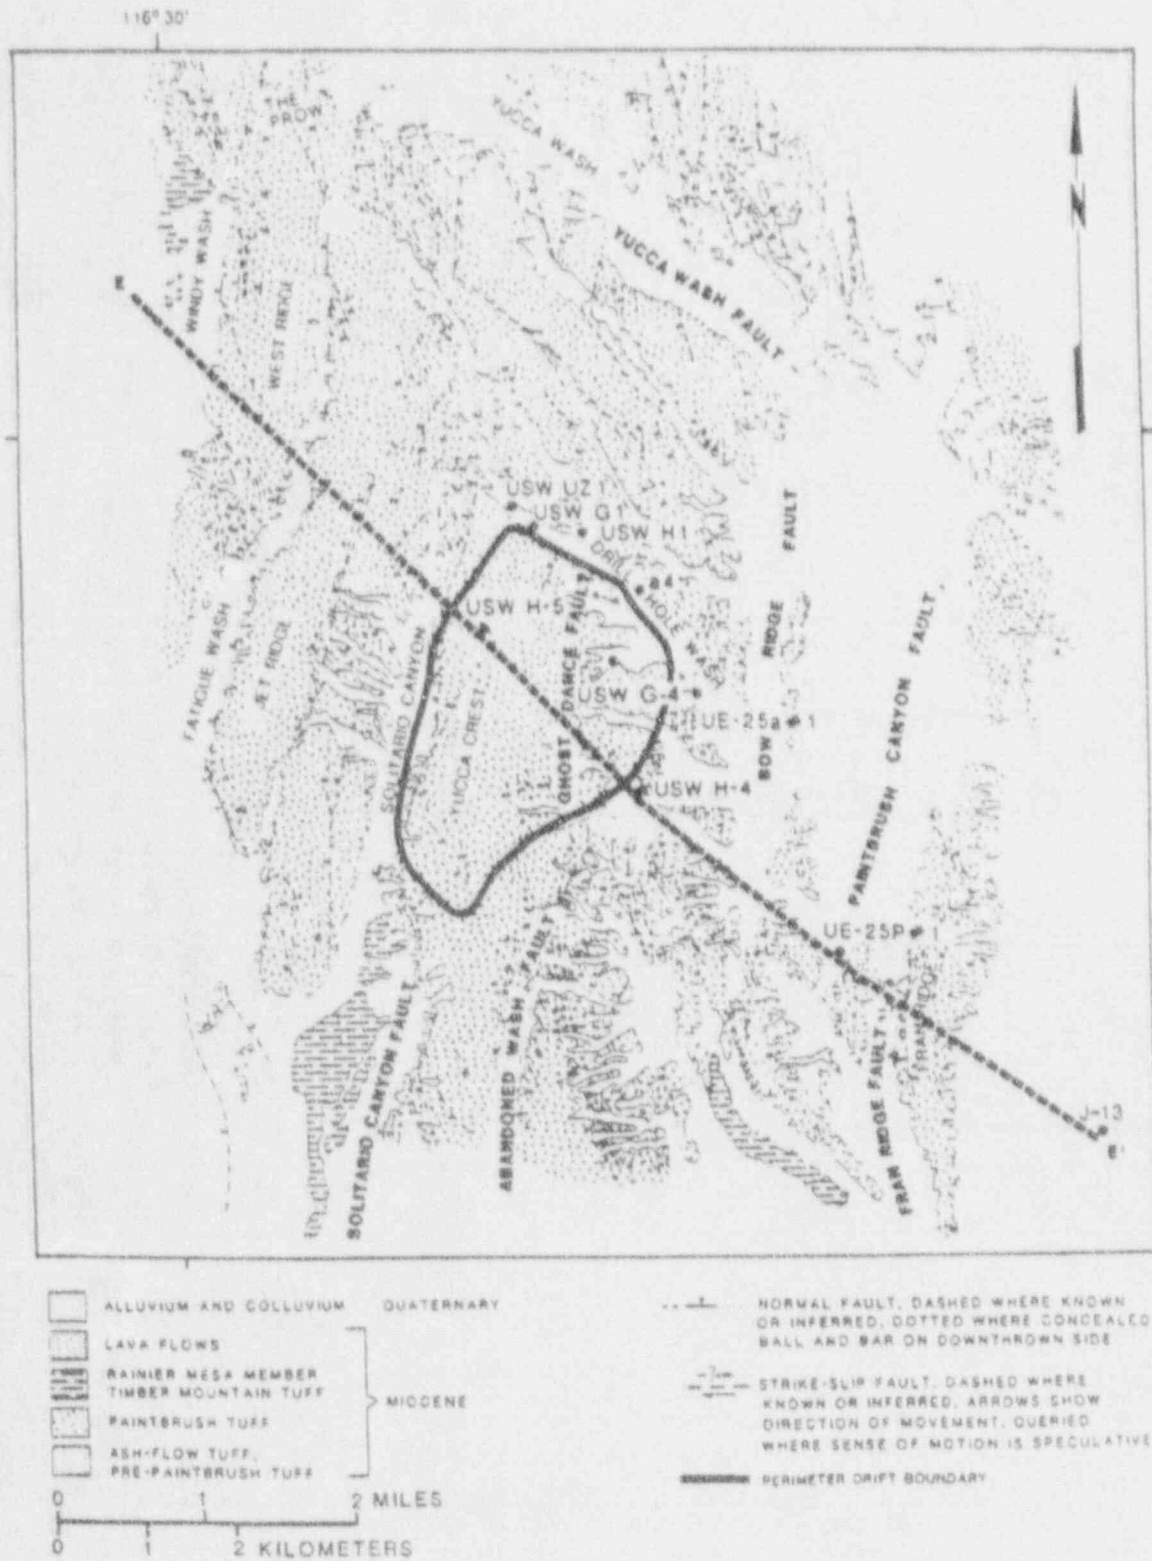 116° 30'
PROW
YUCCA WASH
N
WINDY WASH
YUCCA WASH FAULT
WEST RIDGE
E
USW UZ 1
USW G1
USW H1
FAULT
a4
USW H-5
DRILL HOLE WASH
RIDGE
FATIGUE WASH
JET RIDGE
SOLITARIO CANYON
GHOST DANCE FAULT
USW G-4
UE-25a#1
BOW
YUCCA CREST
USW H-4
PAINTBRUSH CANYON FAULT
UE-25P#1
ABANDONED WASH FAULT
SOLITARIO CANYON FAULT
FRAN RIDGE FAULT
J-13
E'
ALLUVIUM AND COLLUVIUM QUATERNARY
LAVA FLOWS
RAINIER MESA MEMBER
TIMBER MOUNTAIN TUFF
MIOCENE
PAINTBRUSH TUFF
ASH-FLOW TUFF,
PRE-PAINTBRUSH TUFF
NORMAL FAULT, DASHED WHERE KNOWN
OR INFERRED, DOTTED WHERE CONCEALED
BALL AND BAR ON DOWNTHROWN SIDE
STRIKE-SLIP FAULT, DASHED WHERE
KNOWN OR INFERRED, ARROWS SHOW
DIRECTION OF MOVEMENT, QUERIED
WHERE SENSE OF MOTION IS SPECULATIVE
PERIMETER DRIFT BOUNDARY
0 1 2 MILES
0 1 2 KILOMETERS